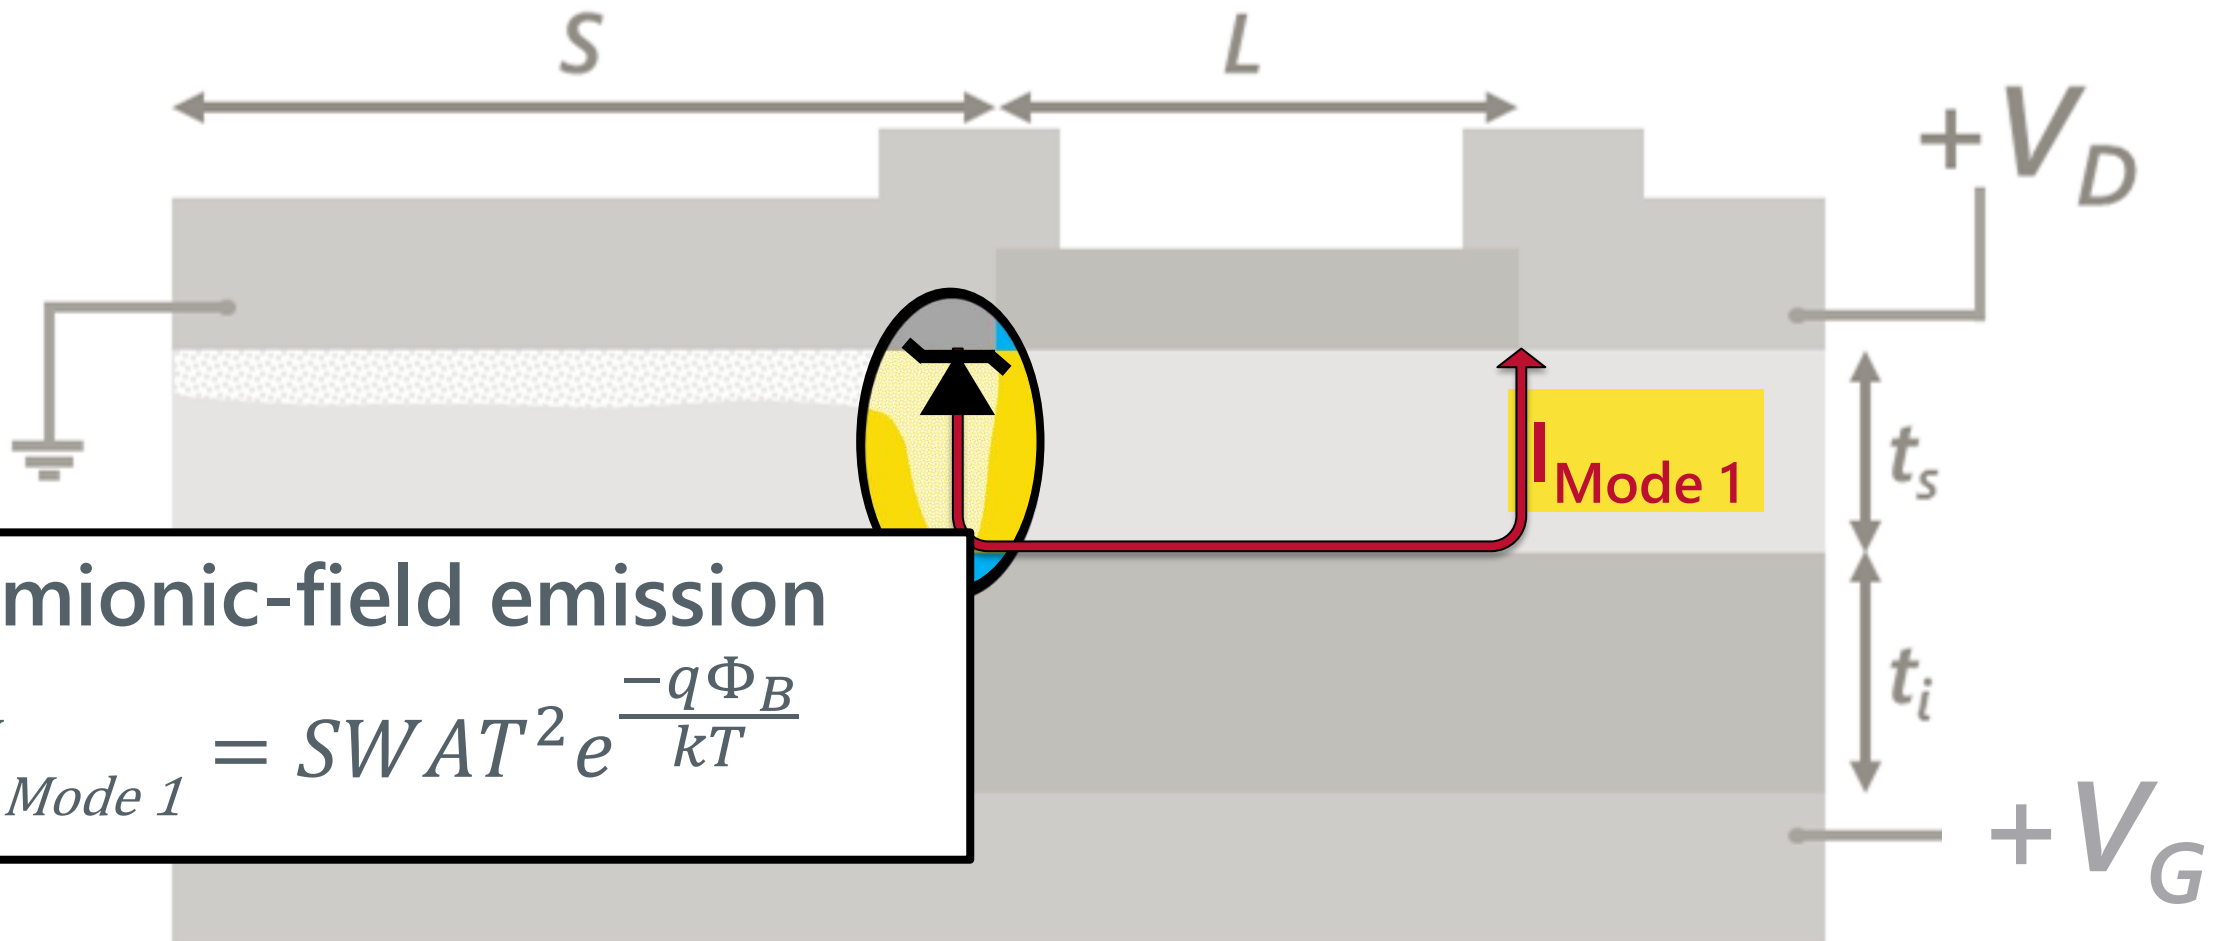 S
L
+V_D
I_Mode 1
t_s
mionic-field emission
Mode 1 = SWAT^2 e^(-qΦ_B/kT)
t_i
+V_G